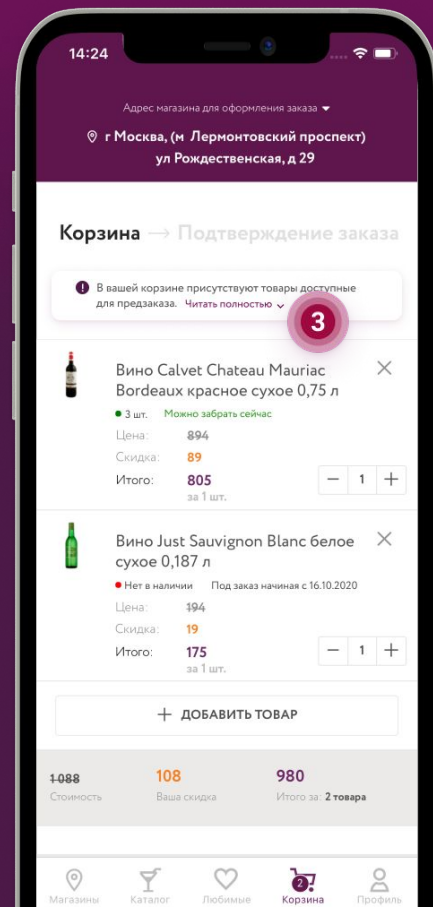 14:24
Адрес магазина для оформления заказа
г Москва, (м Лермонтовский проспект)
ул Рождественская, д 29
Корзина → Подтверждение заказа
В вашей корзине присутствуют товары доступные
для предзаказа. Читать полностью
3
Вино Calvet Chateau Mauriac
Bordeaux красное сухое 0,75 л
3 шт. Можно забрать сейчас
Цена: 894
Скидка: 89
Итого: 805
за 1 шт.
− 1 +
Вино Just Sauvignon Blanc белое
сухое 0,187 л
Нет в наличии Под заказ начиная с 16.10.2020
Цена: 194
Скидка: 19
Итого: 175
за 1 шт.
− 1 +
+ ДОБАВИТЬ ТОВАР
1 088 108 980
Стоимость Ваша скидка Итого за: 2 товара
2
Магазины Каталог Любимые Корзина Профиль